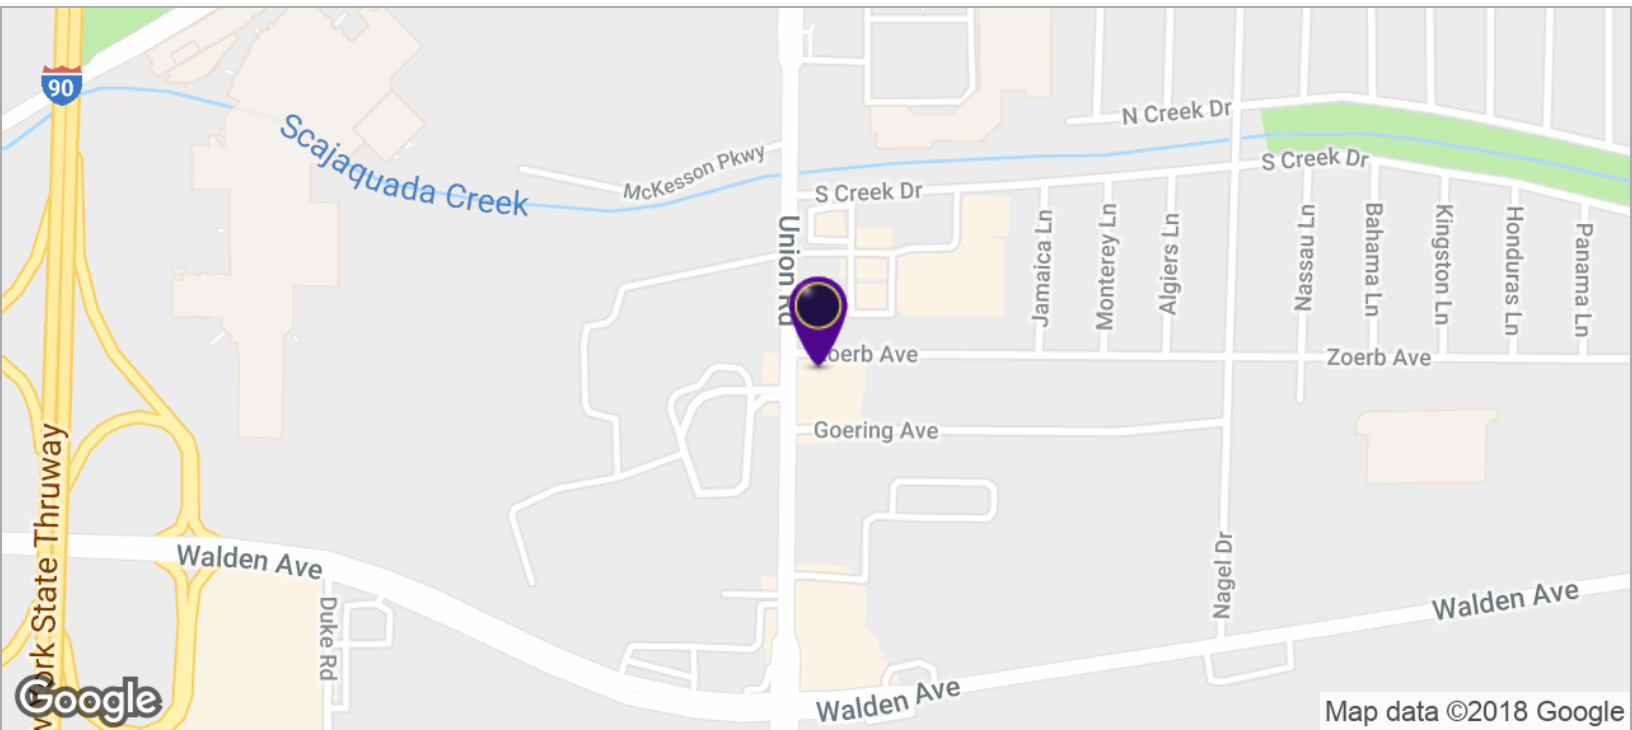 90
N Creek Dr
Scajaquada Creek
McKesson Pkwy
S Creek Dr
S Creek Dr
Union Rd
Jamaica Ln
Monterey Ln
Algiers Ln
Nassau Ln
Bahama Ln
Kingston Ln
Honduras Ln
Panama Ln
oerb Ave
Zoerb Ave
Goering Ave
York State Thruway
Walden Ave
Duke Rd
Nagel Dr
Walden Ave
Walden Ave
Google
Map data ©2018 Google